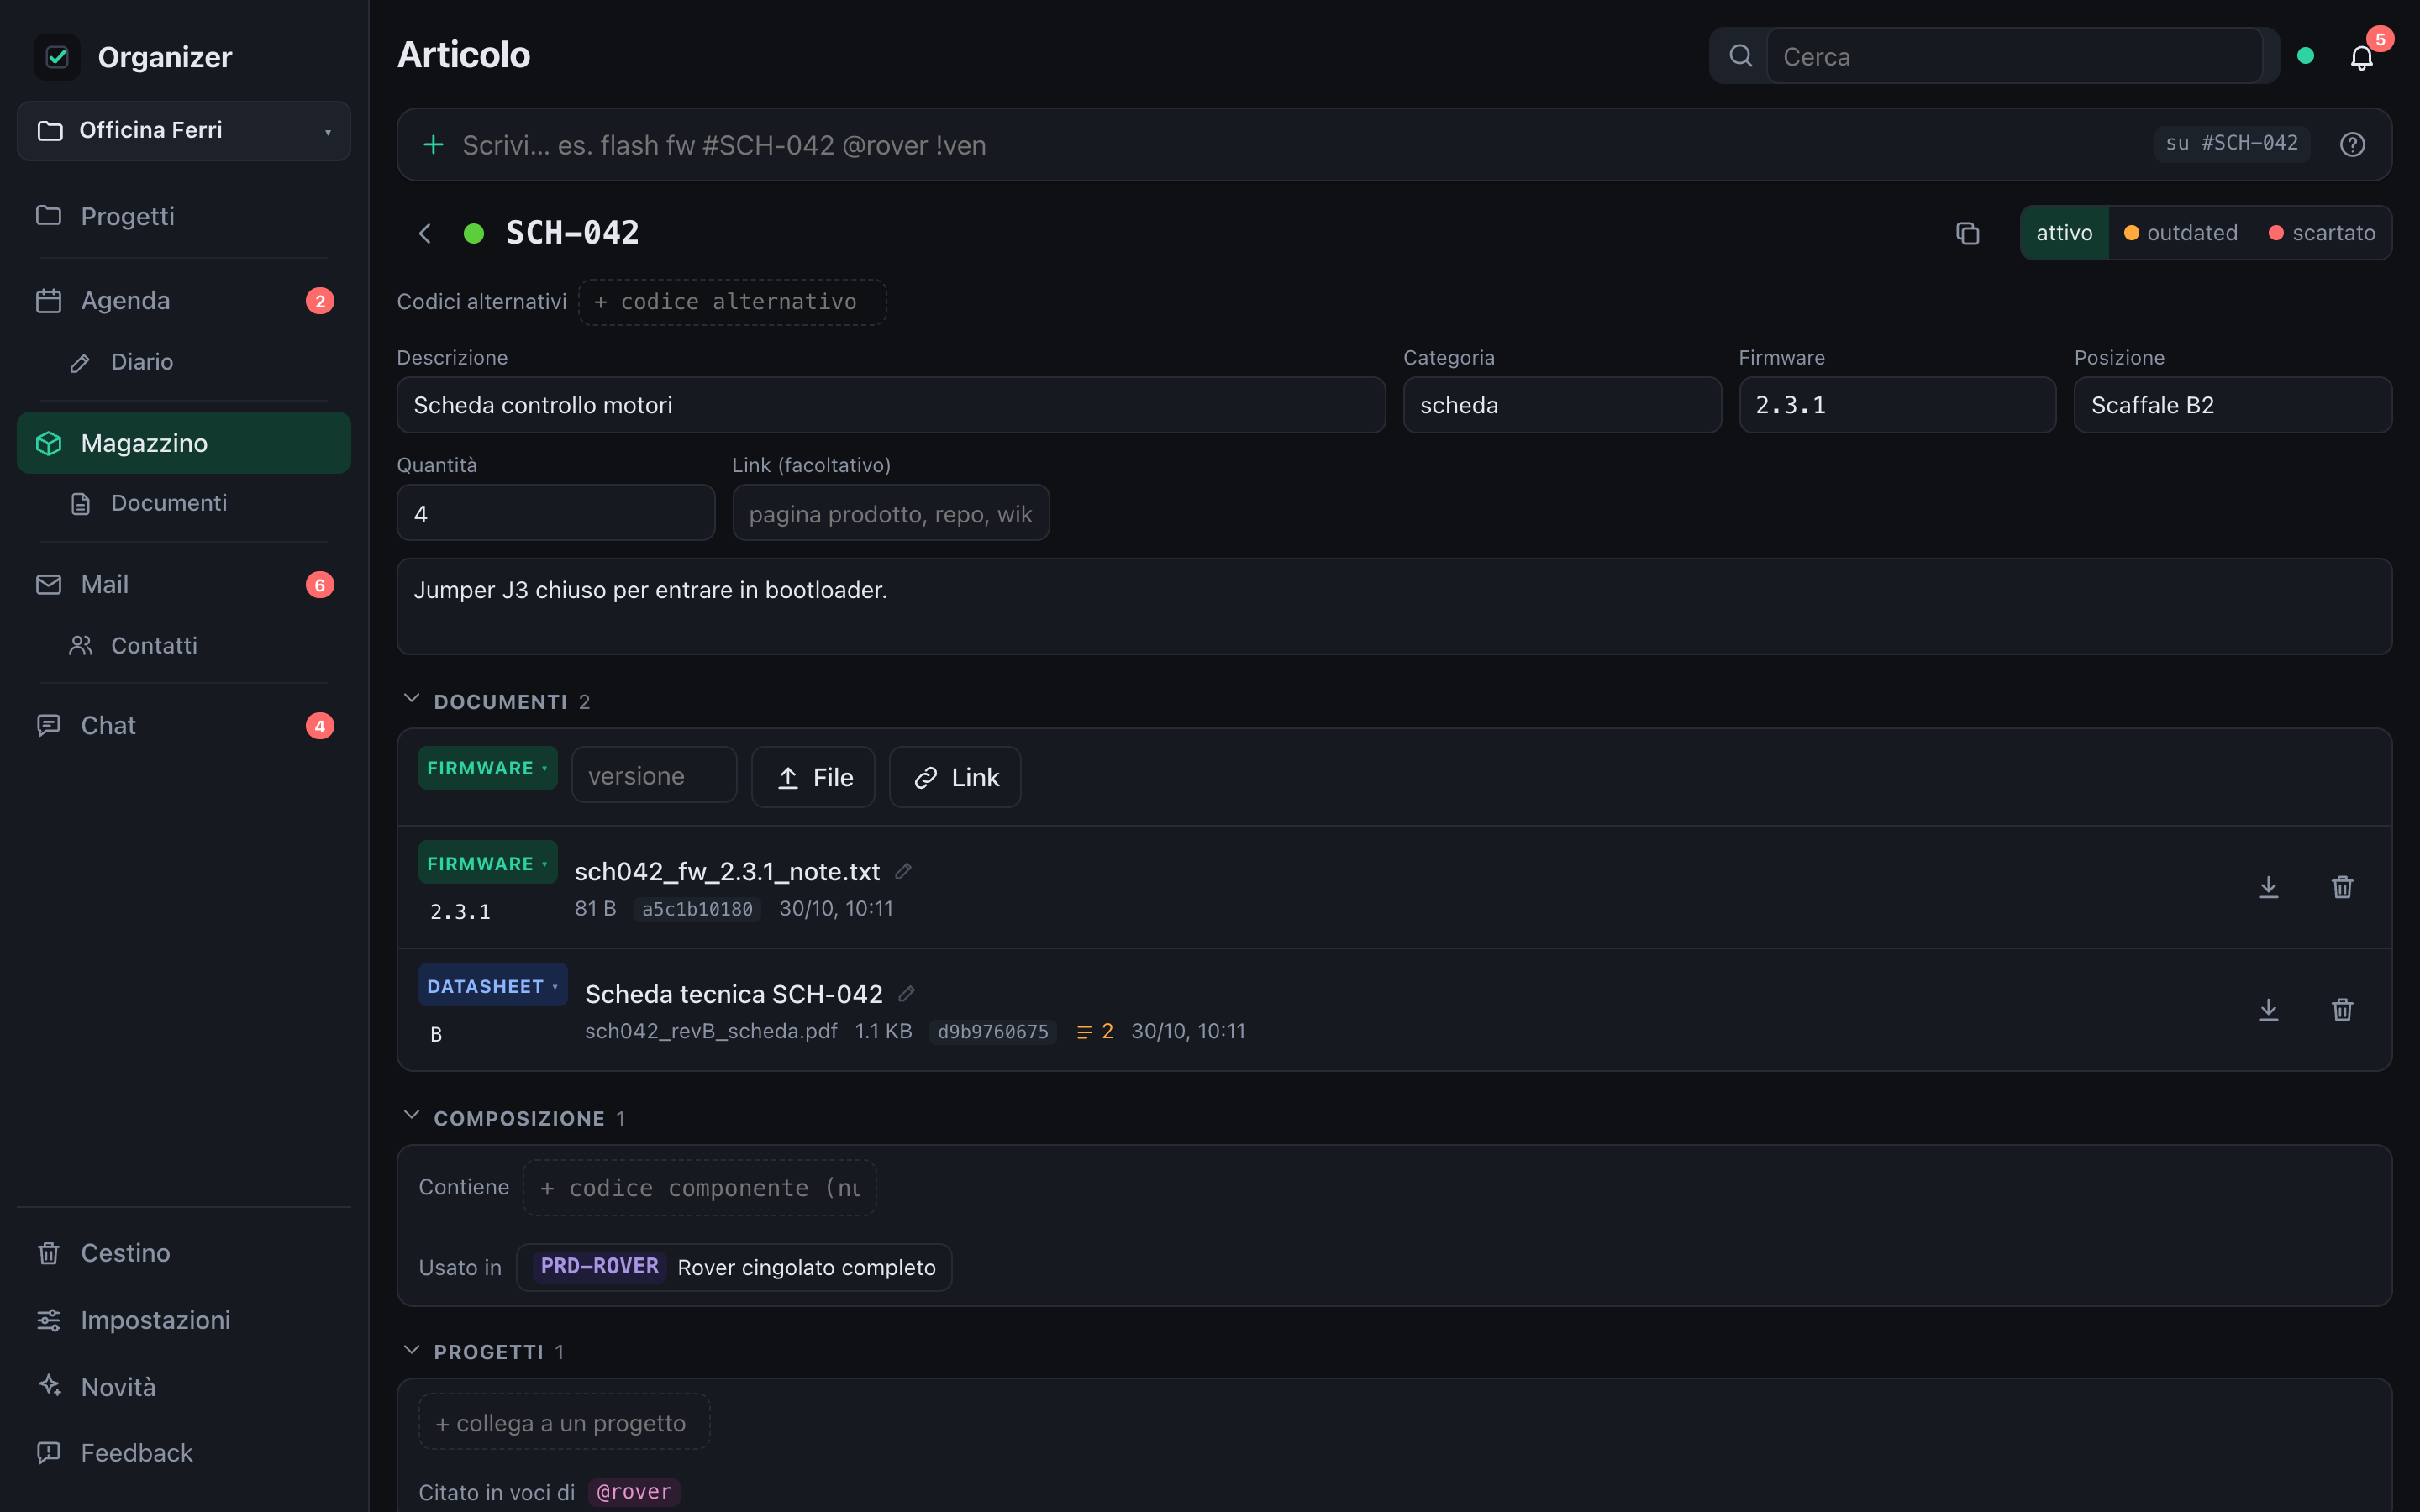 Organizer
Officina Ferri
Progetti
Agenda 2
Diario
Magazzino
Documenti
Mail 6
Contatti
Chat 4
Cestino
Impostazioni
Novità
Feedback
Articolo
Cerca
5
Scrivi... es. flash fw #SCH-042 @rover !ven
su #SCH-042
SCH-042
attivo outdated scartato
Codici alternativi + codice alternativo
Descrizione Categoria Firmware Posizione
Scheda controllo motori scheda 2.3.1 Scaffale B2
Quantità Link (facoltativo)
4 pagina prodotto, repo, wik
Jumper J3 chiuso per entrare in bootloader.
DOCUMENTI 2
FIRMWARE versione File Link
FIRMWARE sch042_fw_2.3.1_note.txt
2.3.1 81 B a5c1b10180 30/10, 10:11
DATASHEET Scheda tecnica SCH-042
B sch042_revB_scheda.pdf 1.1 KB d9b9760675 2 30/10, 10:11
COMPOSIZIONE 1
Contiene + codice componente (nu
Usato in PRD-ROVER Rover cingolato completo
PROGETTI 1
+ collega a un progetto
Citato in voci di @rover